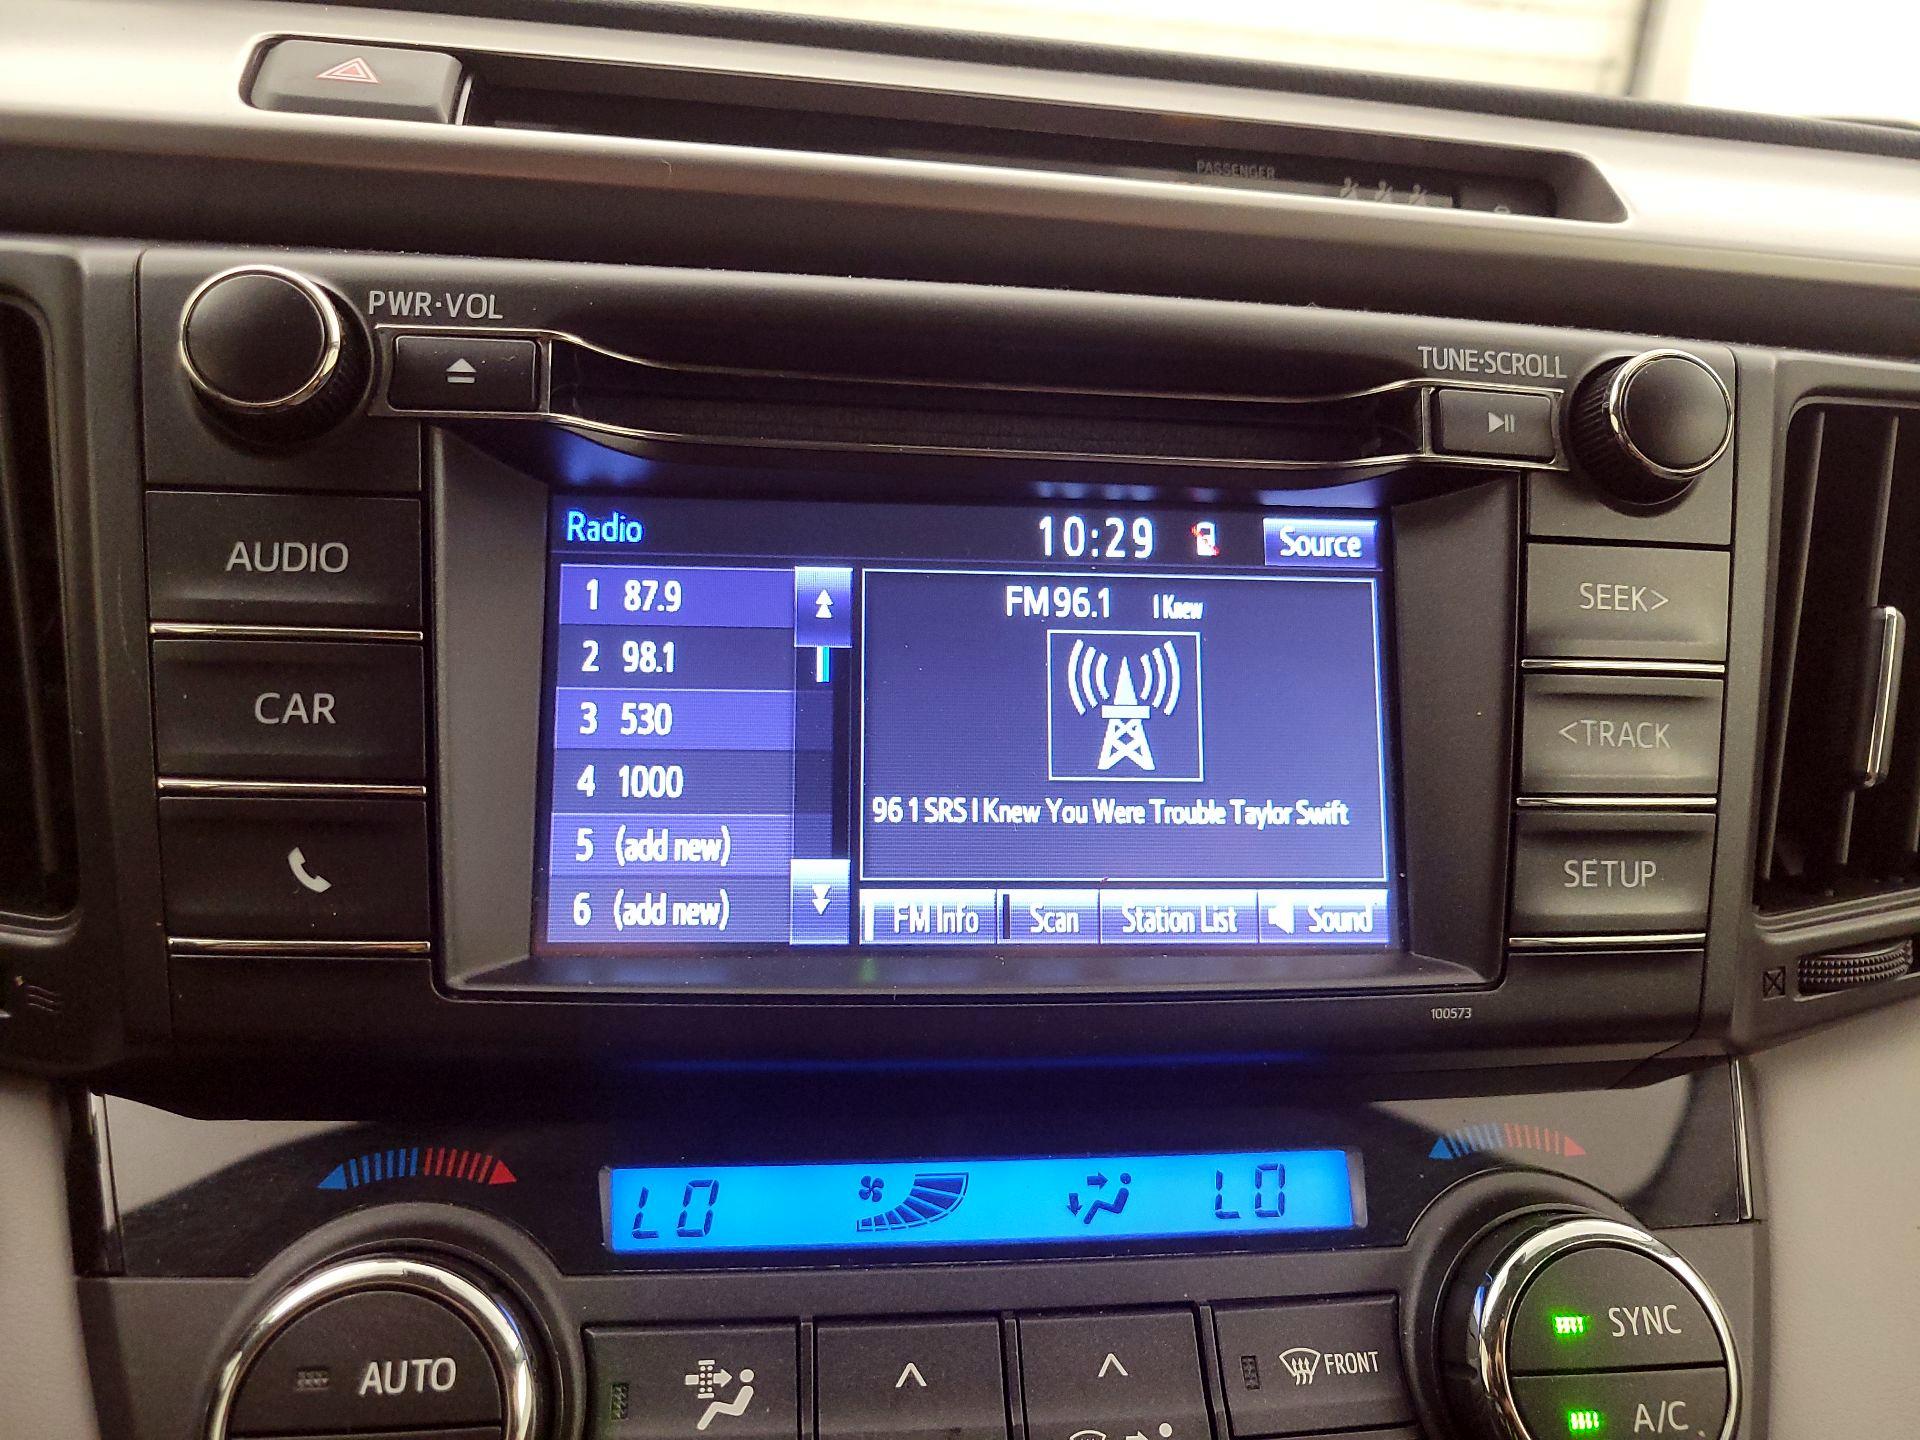 PASSENGER
PWR·VOL
TUNE·SCROLL
AUDIO
CAR
Radio
10:29
Source
1 87.9
2 98.1
3 530
4 1000
5 (add new)
6 (add new)
FM 96.1 I Knew
96 1 SRS I Knew You Were Trouble Taylor Swift
FM Info
Scan
Station List
Sound
SEEK>
<TRACK
SETUP
100573
LO
LO
AUTO
FRONT
SYNC
A/C